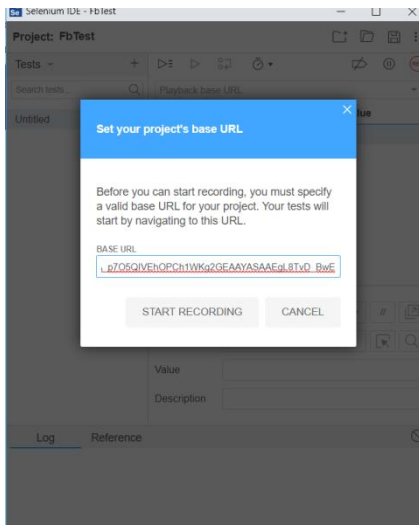 Selenium IDE - FbTest
Project: FbTest
Tests
Search tests...
Playback base URL
Untitled
Set your project's base URL
Before you can start recording, you must specify
a valid base URL for your project. Your tests will
start by navigating to this URL.
BASE URL
_p7O5QIVEhOPCh1WKg2GEAAYASAAEgL8TvD_BwE
START RECORDING
CANCEL
//
Value
Description
Log
Reference